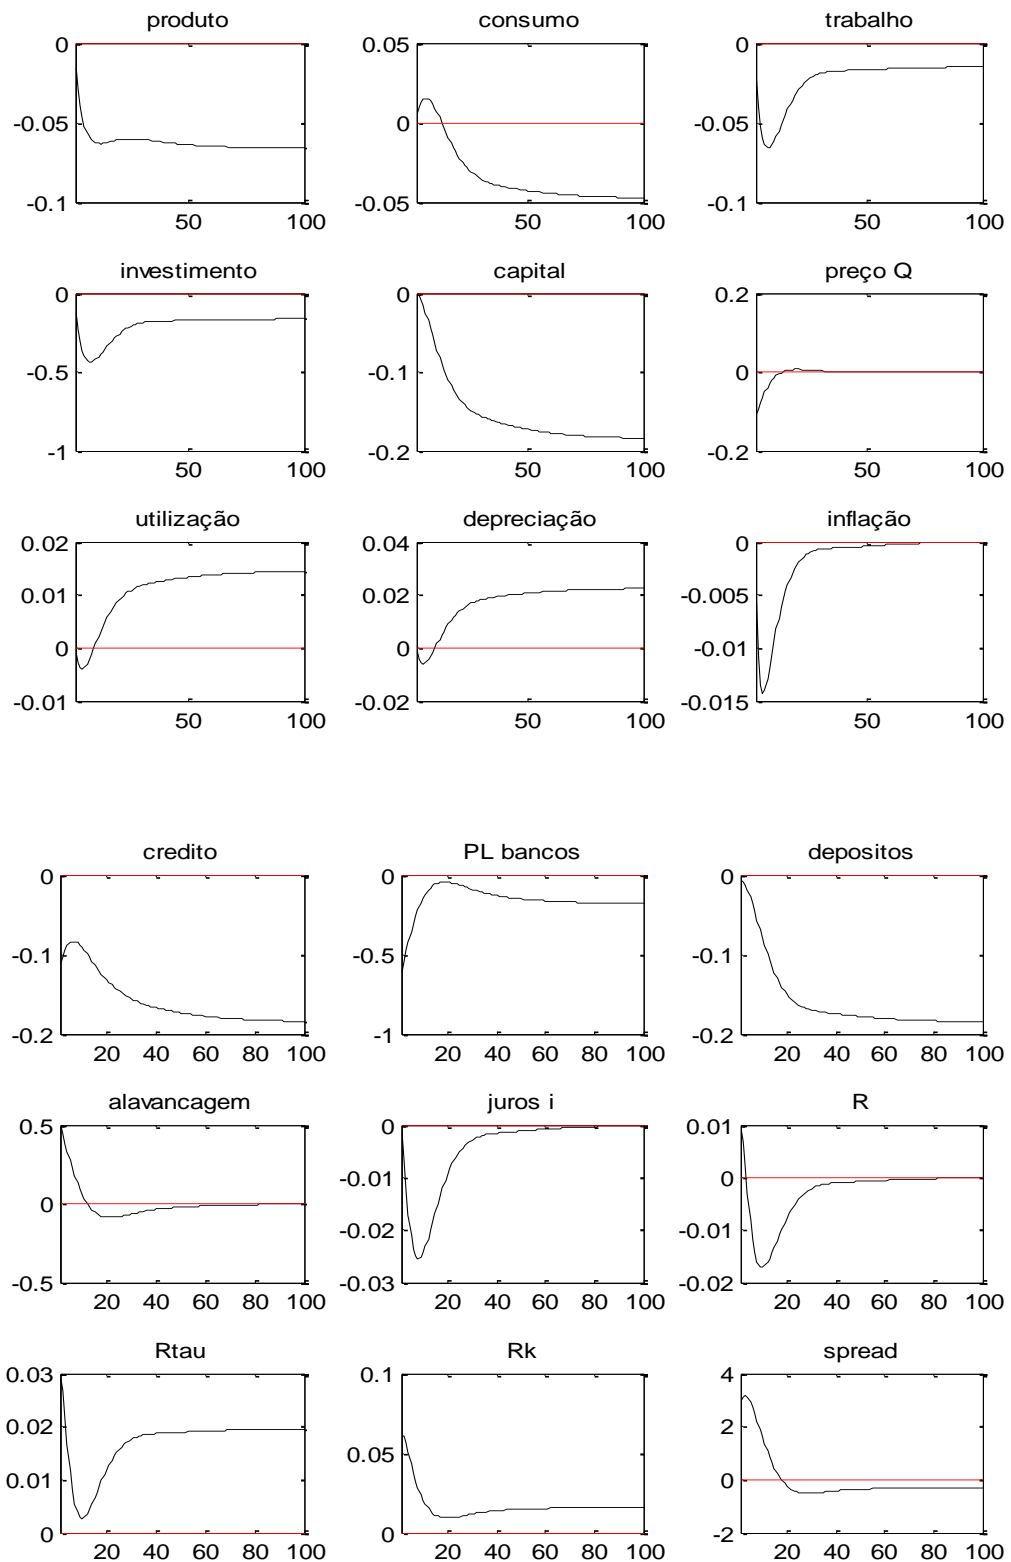 produto consumo trabalho
0 0.05 0
-0.05 0 -0.05
-0.1 -0.05 -0.1
50 100 50 100 50 100
investimento capital preço Q
0 0 0.2
-0.5 -0.1 0
-1 -0.2 -0.2
50 100 50 100 50 100
utilização depreciação inflação
0.02 0.04 0
0.01 0.02 -0.005
0 0 -0.01
-0.01 -0.02 -0.015
50 100 50 100 50 100
credito PL bancos depositos
0 0 0
-0.1 -0.5 -0.1
-0.2 -1 -0.2
20 40 60 80 100 20 40 60 80 100 20 40 60 80 100
alavancagem juros i R
0.5 0 0.01
0 -0.01 0
-0.02 -0.01
-0.5 -0.03 -0.02
20 40 60 80 100 20 40 60 80 100 20 40 60 80 100
Rtau Rk spread
0.03 0.1 4
0.02 2
0.05
0.01 0
0 0 -2
20 40 60 80 100 20 40 60 80 100 20 40 60 80 100